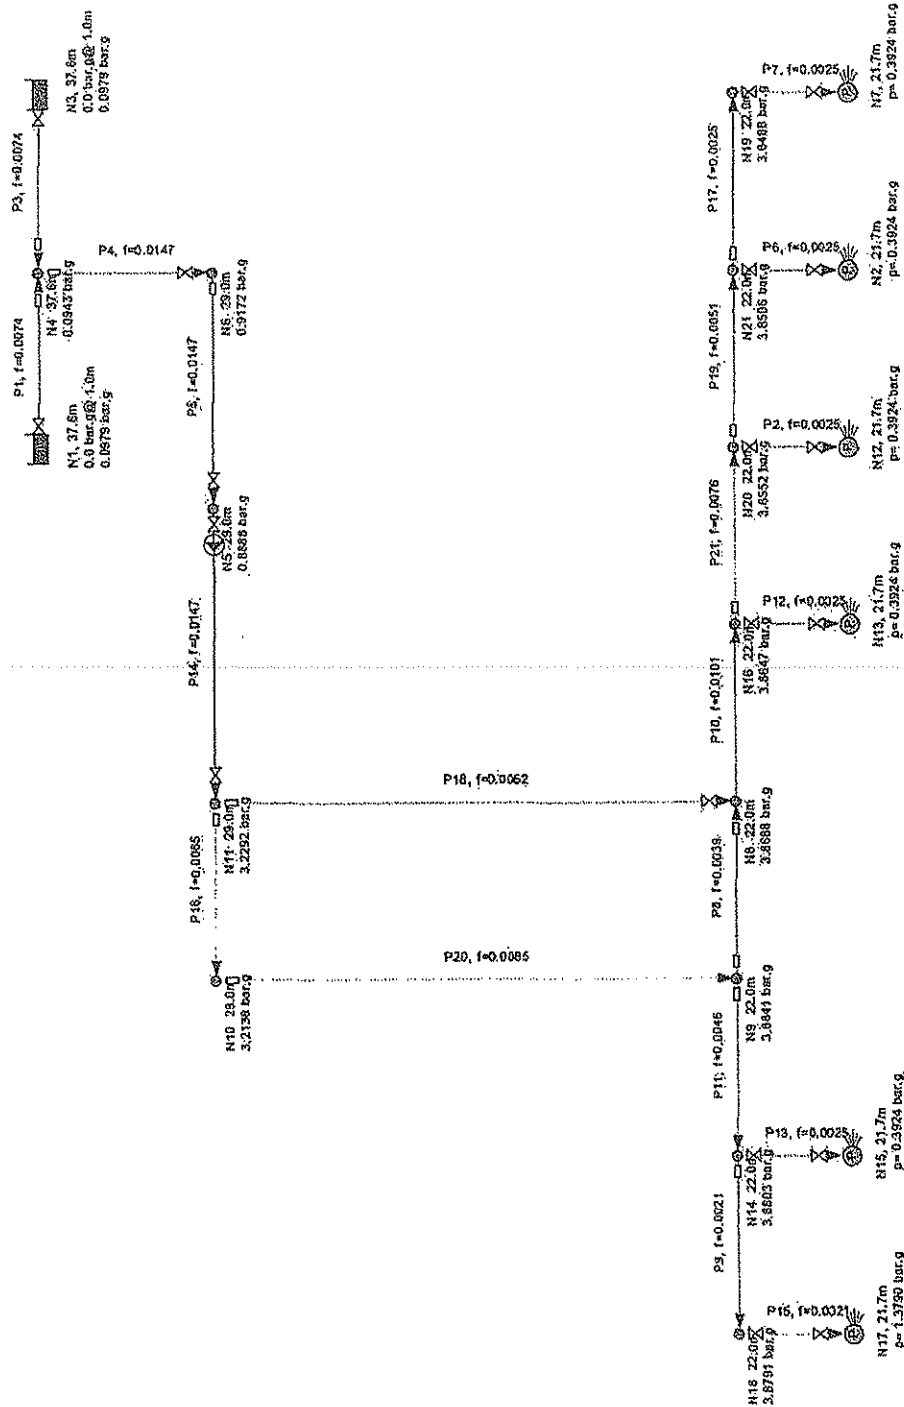 N3, 37.6m
0.0 bar.g@ 1.0m
0.0979 bar.g
P3, f=0.0074
N4 37.6m
0.0943 bar.g
P4, f=0.0147
P1, f=0.0074
N1, 37.6m
0.0 bar.g@ 1.0m
0.0979 bar.g
N6 29.0m
0.9172 bar.g
P5, f=0.0147
N5 29.0m
0.8888 bar.g
P14, f=0.0147
N11 29.0m
3.2292 bar.g
P18, f=0.0062
P16, f=0.0085
N10 29.0m
3.2138 bar.g
P20, f=0.0085
P7, f=0.0025
N7, 21.7m
p= 0.3924 bar.g
N19 22.0m
3.8488 bar.g
P17, f=0.0025
P6, f=0.0025
N2, 21.7m
p= 0.3924 bar.g
N21 22.0m
3.8506 bar.g
P19, f=0.0051
P2, f=0.0025
N12, 21.7m
p= 0.3924 bar.g
N20 22.0m
3.8552 bar.g
P21, f=0.0076
P12, f=0.0025
N13, 21.7m
p= 0.3924 bar.g
N16 22.0m
3.8647 bar.g
P10, f=0.0101
N8 22.0m
3.8688 bar.g
P8, f=0.0039
N9 22.0m
3.8841 bar.g
P11, f=0.0046
P13, f=0.0025
N15, 21.7m
p= 0.3924 bar.g
N14 22.0m
3.8803 bar.g
P9, f=0.0021
P15, f=0.0021
N17, 21.7m
p= 1.3790 bar.g
N18 22.0m
3.8791 bar.g